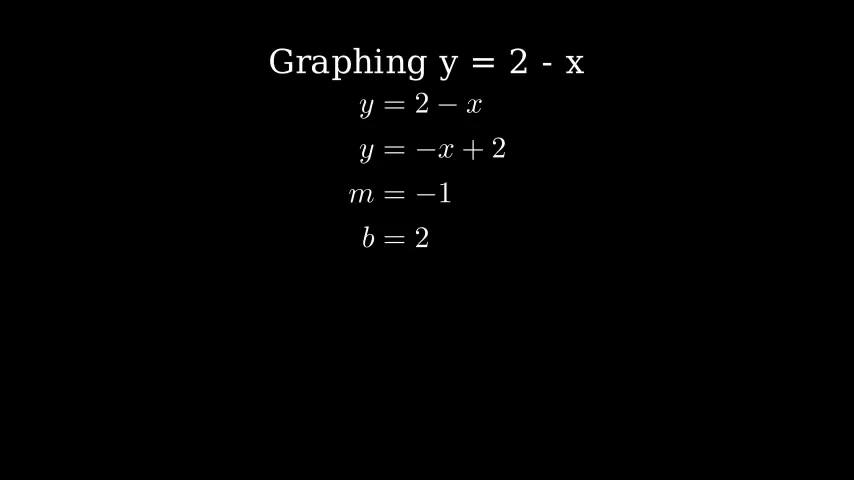 Graphing y = 2 - x
y = 2 − x
y = −x + 2
m = −1
b = 2